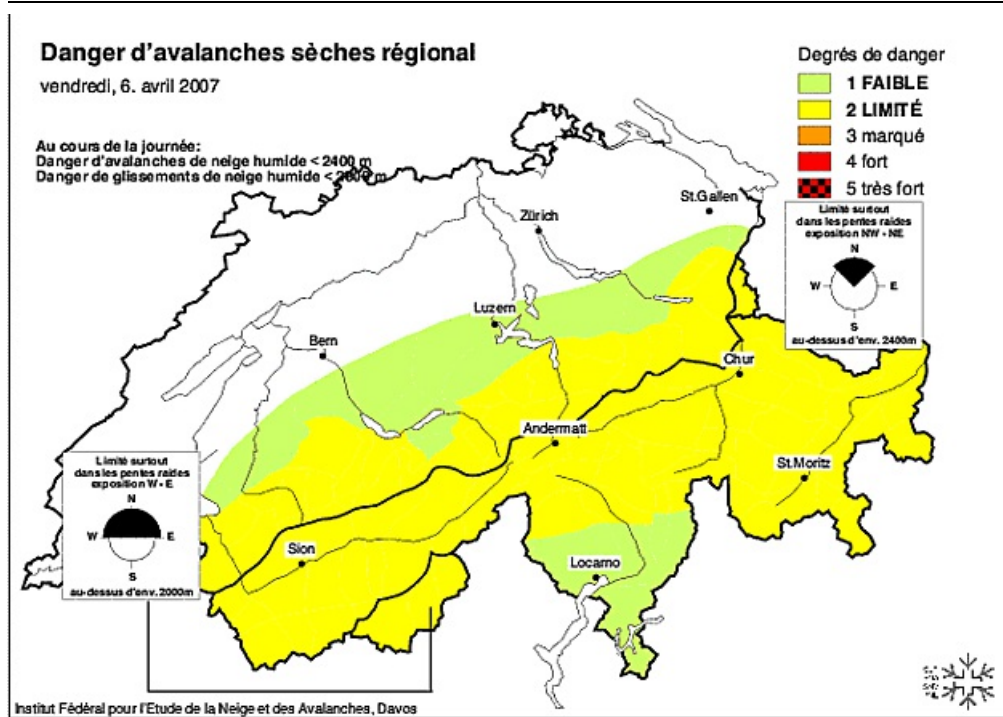 Danger d'avalanches sèches régional
vendredi, 6. avril 2007
Au cours de la journée:
Danger d'avalanches de neige humide < 2400 m
Danger de glissements de neige humide < m
Degrés de danger
1 FAIBLE
2 LIMITÉ
3 marqué
4 fort
5 très fort
Limité surtout
dans les pentes raides
exposition NW - NE
N
W
E
S
au-dessus d'env. 2400m
St.Gallen
Zürich
Luzern
Bern
Chur
Andermatt
St.Moritz
Sion
Locarno
Limité surtout
dans les pentes raides
exposition W - E
N
W
E
S
au-dessus d'env. 2000m
Institut Fédéral pour l'Etude de la Neige et des Avalanches, Davos